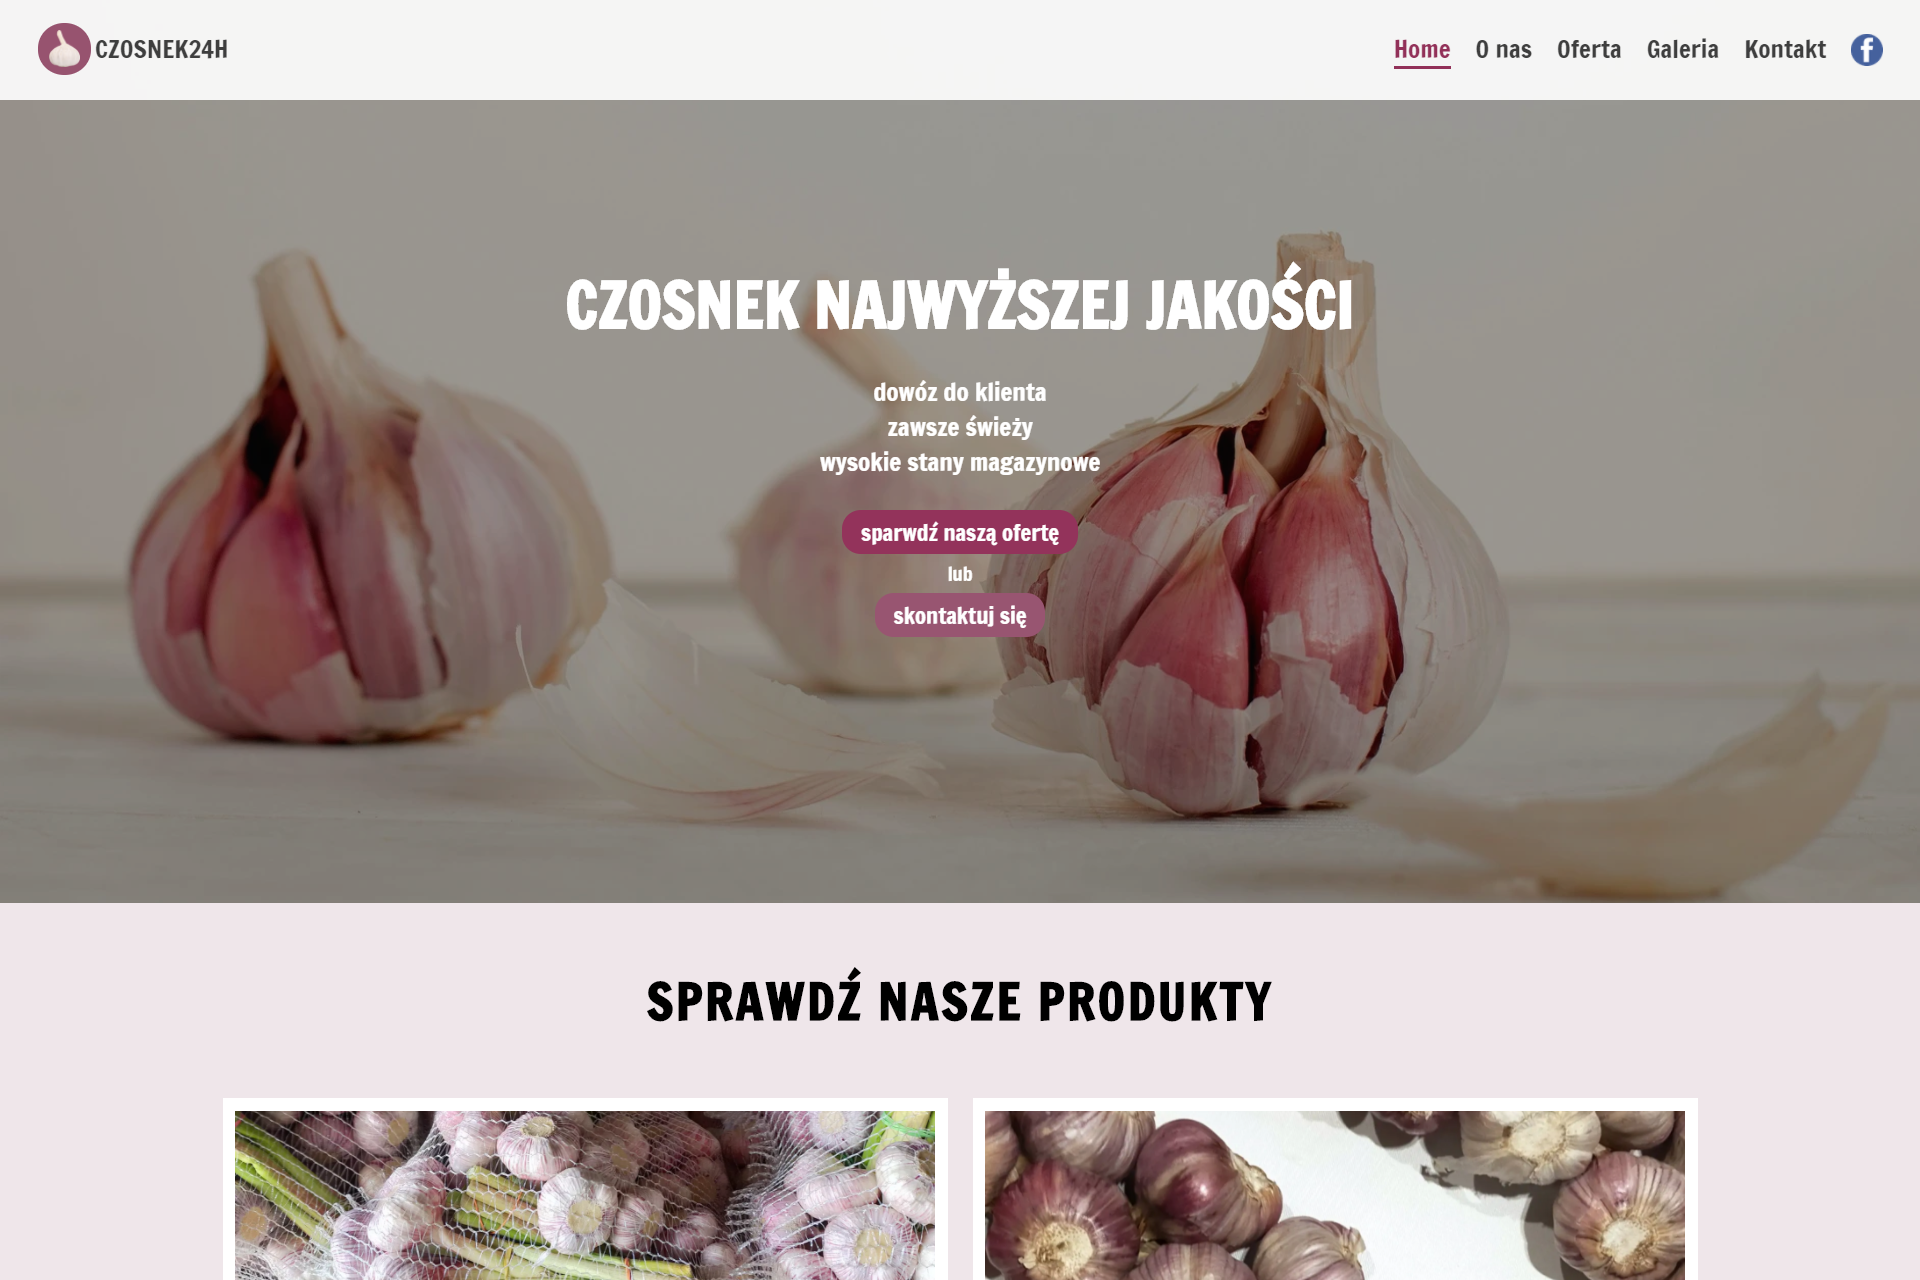 CZOSNEK24H
Home O nas Oferta Galeria Kontakt
CZOSNEK NAJWYŻSZEJ JAKOŚCI
dowóz do klienta
zawsze świeży
wysokie stany magazynowe
sparwdź naszą ofertę
lub
skontaktuj się
SPRAWDŹ NASZE PRODUKTY